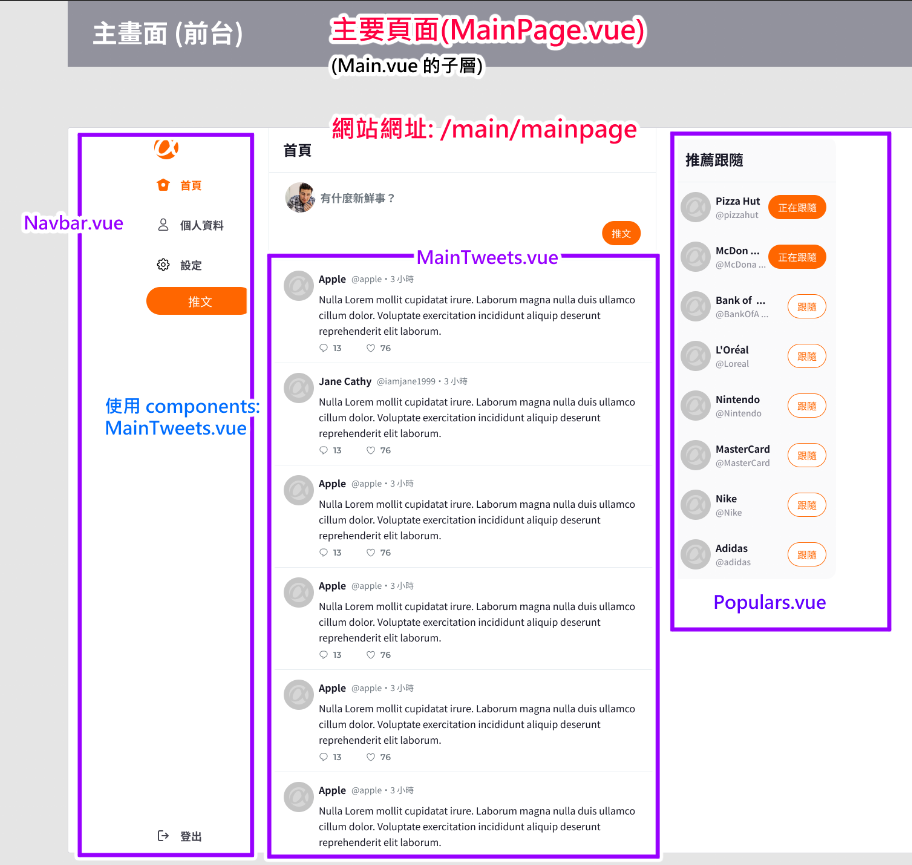 主畫面 (前台)
主要頁面(MainPage.vue)
(Main.vue 的子層)
網站網址: /main/mainpage
Navbar.vue
首頁
個人資料
設定
推文
使用 components:
MainTweets.vue
登出
首頁
有什麼新鮮事？
推文
MainTweets.vue
Apple @apple・3 小時
Nulla Lorem mollit cupidatat irure. Laborum magna nulla duis ullamco
cillum dolor. Voluptate exercitation incididunt aliquip deserunt
reprehenderit elit laborum.
13 76
Jane Cathy @iamjane1999・3 小時
Nulla Lorem mollit cupidatat irure. Laborum magna nulla duis ullamco
cillum dolor. Voluptate exercitation incididunt aliquip deserunt
reprehenderit elit laborum.
13 76
Apple @apple・3 小時
Nulla Lorem mollit cupidatat irure. Laborum magna nulla duis ullamco
cillum dolor. Voluptate exercitation incididunt aliquip deserunt
reprehenderit elit laborum.
13 76
Apple @apple・3 小時
Nulla Lorem mollit cupidatat irure. Laborum magna nulla duis ullamco
cillum dolor. Voluptate exercitation incididunt aliquip deserunt
reprehenderit elit laborum.
13 76
Apple @apple・3 小時
Nulla Lorem mollit cupidatat irure. Laborum magna nulla duis ullamco
cillum dolor. Voluptate exercitation incididunt aliquip deserunt
reprehenderit elit laborum.
13 76
Apple @apple・3 小時
Nulla Lorem mollit cupidatat irure. Laborum magna nulla duis ullamco
cillum dolor. Voluptate exercitation incididunt aliquip deserunt
reprehenderit elit laborum.
推薦跟隨
Pizza Hut
@pizzahut
正在跟隨
McDon ...
@McDona ...
正在跟隨
Bank of ...
@BankOfA ...
跟隨
L'Oréal
@Loreal
跟隨
Nintendo
@Nintendo
跟隨
MasterCard
@MasterCard
跟隨
Nike
@Nike
跟隨
Adidas
@adidas
跟隨
Populars.vue